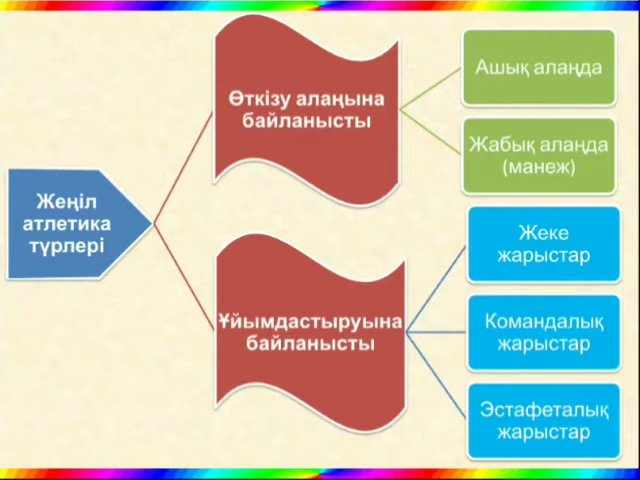 Жеңіл
атлетика
түрлері
Өткізу алаңына
байланысты
Ашық алаңда
Жабық алаңда
(манеж)
Ұйымдастыруына
байланысты
Жеке
жарыстар
Командалық
жарыстар
Эстафеталық
жарыстар